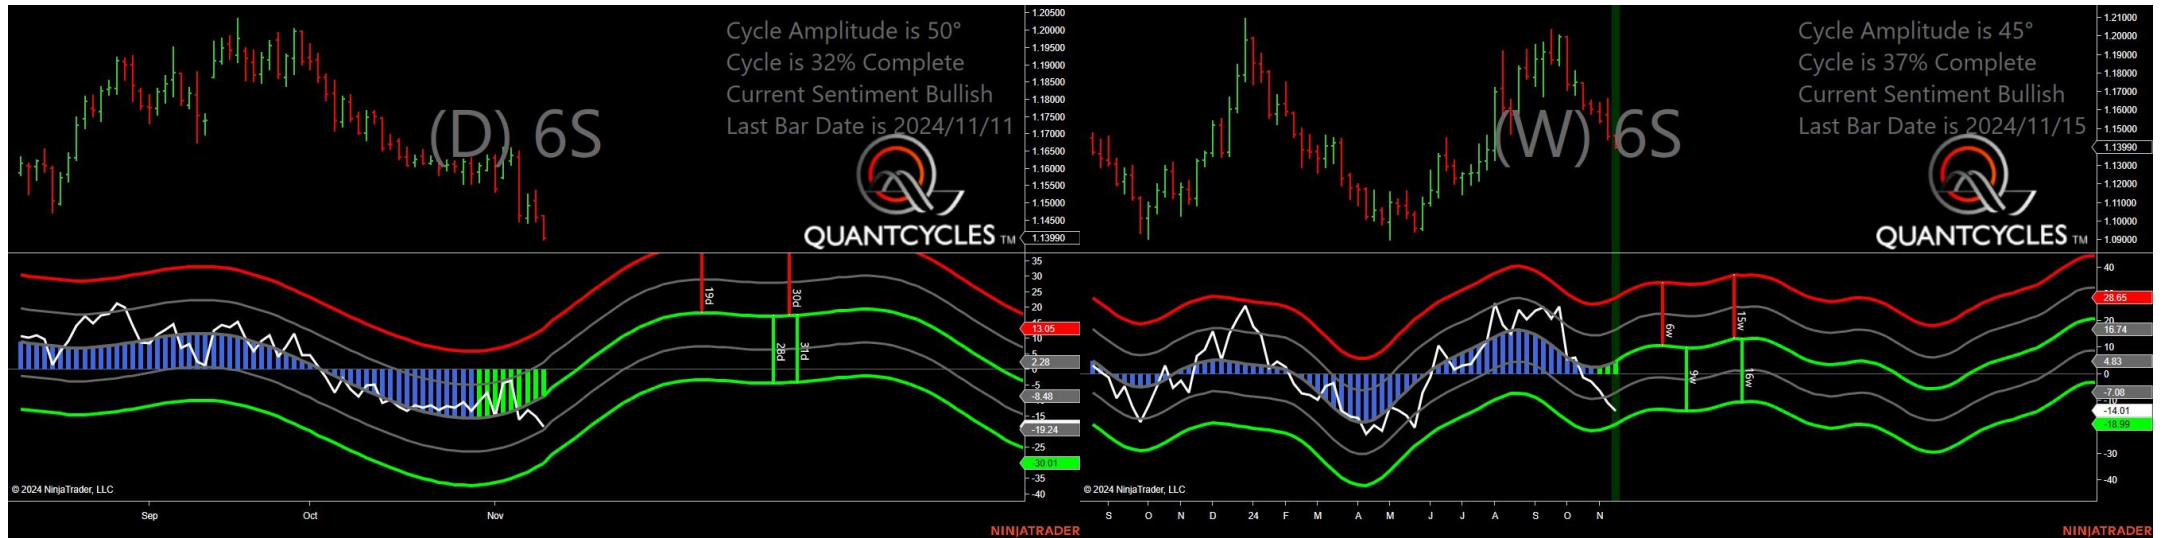 Cycle Amplitude is 50°
Cycle is 32% Complete
Current Sentiment Bullish
Last Bar Date is 2024/11/11
(D) 6S
QUANTCYCLES TM
1.20500
1.20000
1.19500
1.19000
1.18500
1.18000
1.17500
1.17000
1.16500
1.16000
1.15500
1.15000
1.14500
1.13990
35
30
25
20
10
5
0
-5
-15
-25
-35
-40
13.05
2.28
-8.48
-19.24
-30.01
19d
30d
28d
31d
© 2024 NinjaTrader, LLC
Sep
Oct
Nov
NINJATRADER
Cycle Amplitude is 45°
Cycle is 37% Complete
Current Sentiment Bullish
Last Bar Date is 2024/11/15
(W) 6S
QUANTCYCLES TM
1.21000
1.20000
1.19000
1.18000
1.17000
1.16000
1.15000
1.13990
1.13000
1.12000
1.11000
1.10000
1.09000
40
28.65
20
16.74
10
4.83
0
-7.08
-14.01
-18.99
-30
-40
6w
15w
9w
16w
© 2024 NinjaTrader, LLC
S O N D 24 F M A M J J A S O N
NINJATRADER